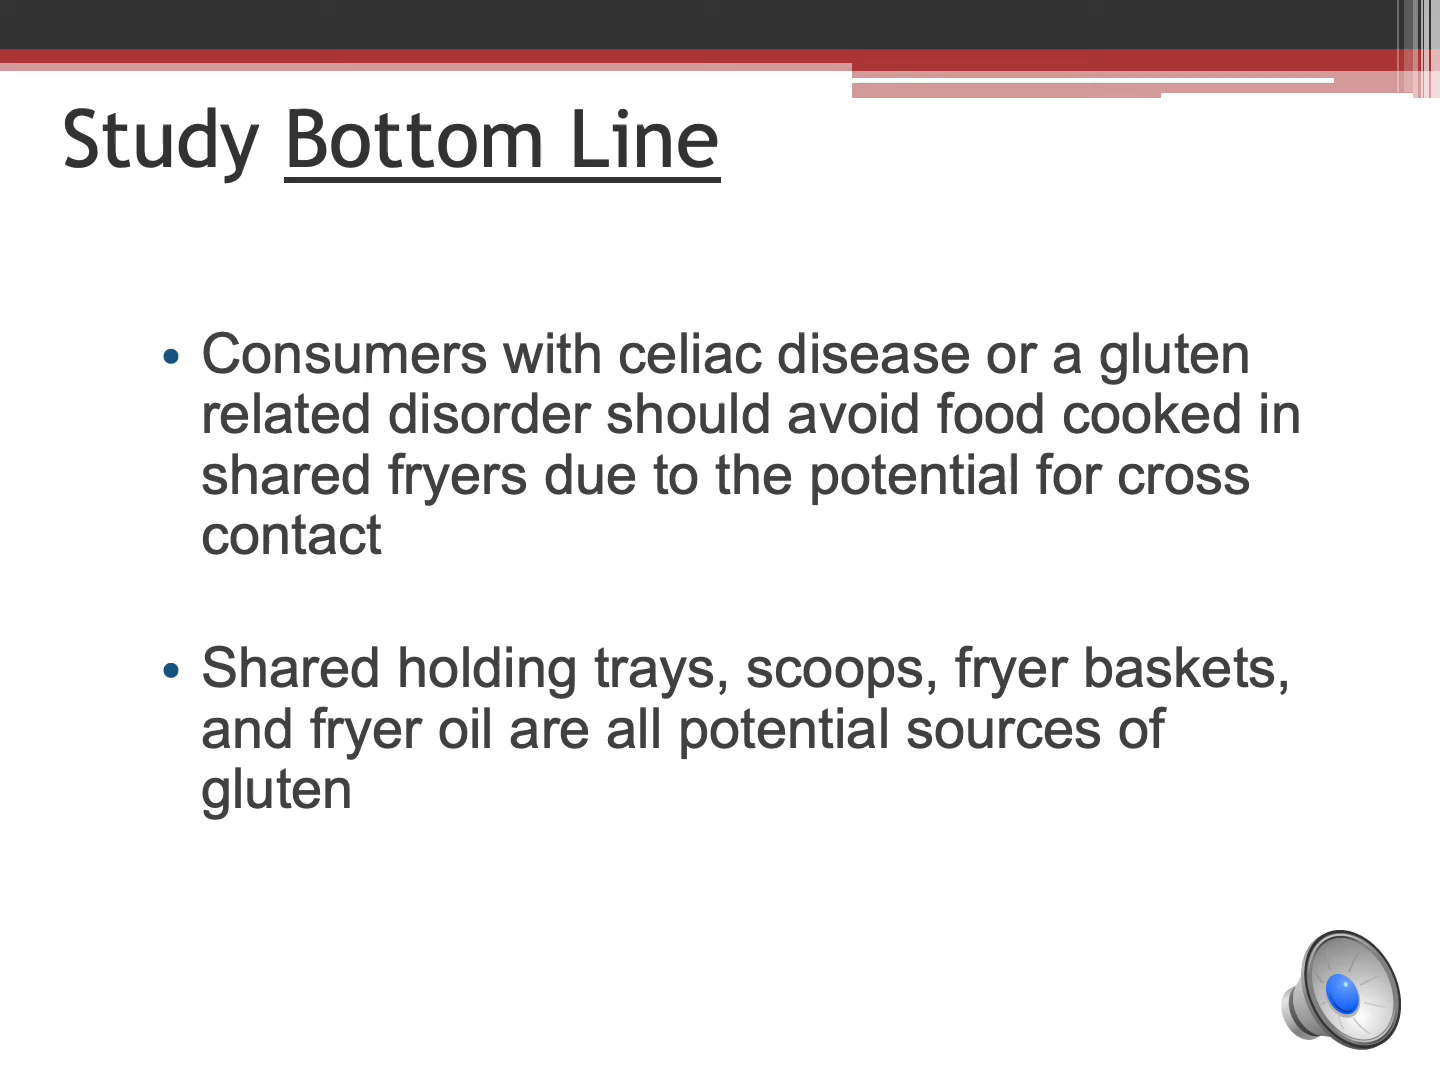 Study Bottom Line
• Consumers with celiac disease or a gluten
related disorder should avoid food cooked in
shared fryers due to the potential for cross
contact
• Shared holding trays, scoops, fryer baskets,
and fryer oil are all potential sources of
gluten